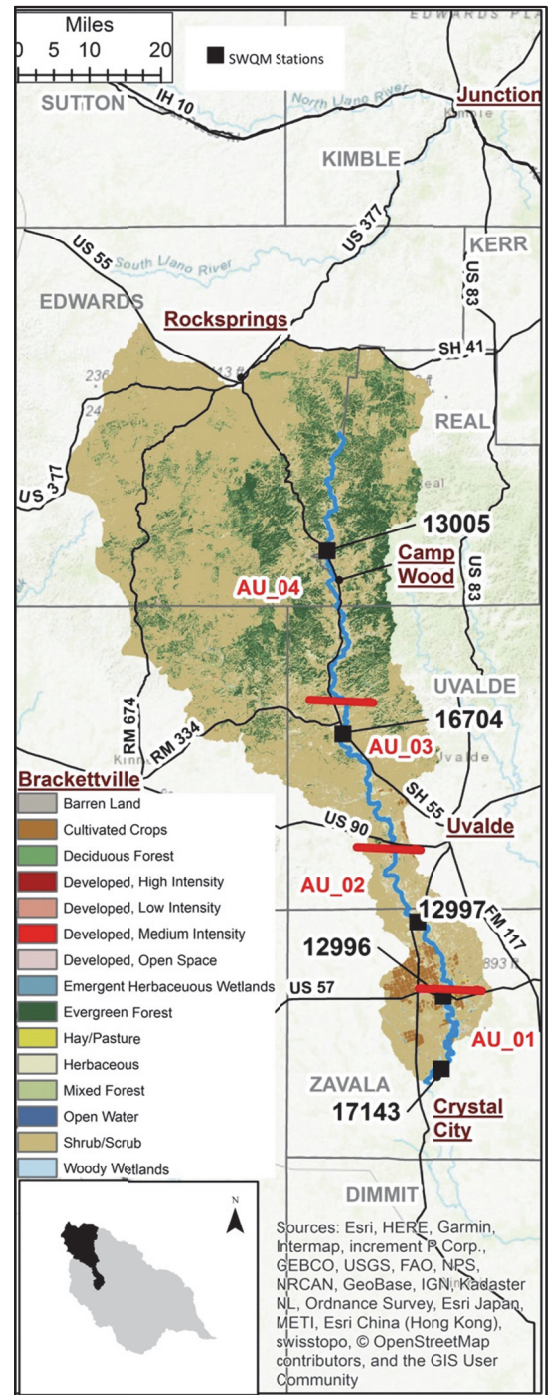 Miles
0 5 10 20
SWQM Stations
EDWARDS
SUTTON
IH 10
North Llano River
Junction
Kimble
KIMBLE
US 377
KERR
US 55
South Llano River
US 83
EDWARDS
Rocksprings
SH 41
REAL
US 377
13005
Camp
Wood
US 83
AU_04
UVALDE
16704
RM 674
RM 334
AU_03
Uvalde
SH 55
Brackettville
US 90
Uvalde
AU_02
12997
FM 117
12996
893 ft
US 57
AU_01
ZAVALA
17143
Crystal
City
DIMMIT
Barren Land
Cultivated Crops
Deciduous Forest
Developed, High Intensity
Developed, Low Intensity
Developed, Medium Intensity
Developed, Open Space
Emergent Herbaceuous Wetlands
Evergreen Forest
Hay/Pasture
Herbaceous
Mixed Forest
Open Water
Shrub/Scrub
Woody Wetlands
N
Sources: Esri, HERE, Garmin,
Intermap, increment P Corp.,
GEBCO, USGS, FAO, NPS,
NRCAN, GeoBase, IGN, Kadaster
NL, Ordnance Survey, Esri Japan,
METI, Esri China (Hong Kong),
swisstopo, © OpenStreetMap
contributors, and the GIS User
Community